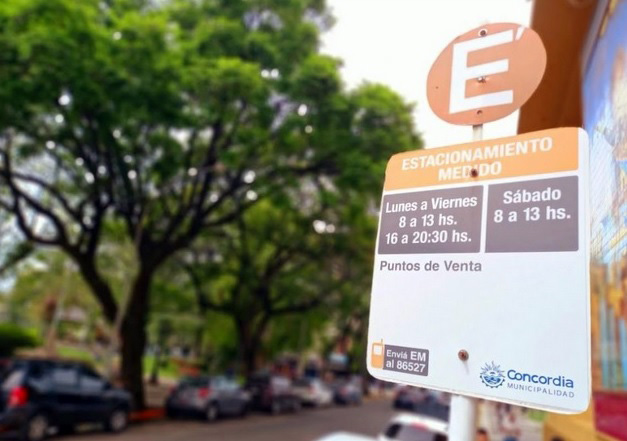 E
ESTACIONAMIENTO
MEDIDO
Lunes a Viernes
8 a 13 hs.
16 a 20:30 hs.
Sábado
8 a 13 hs.
Puntos de Venta
Enviá EM
al 86527
Concordia
MUNICIPALIDAD